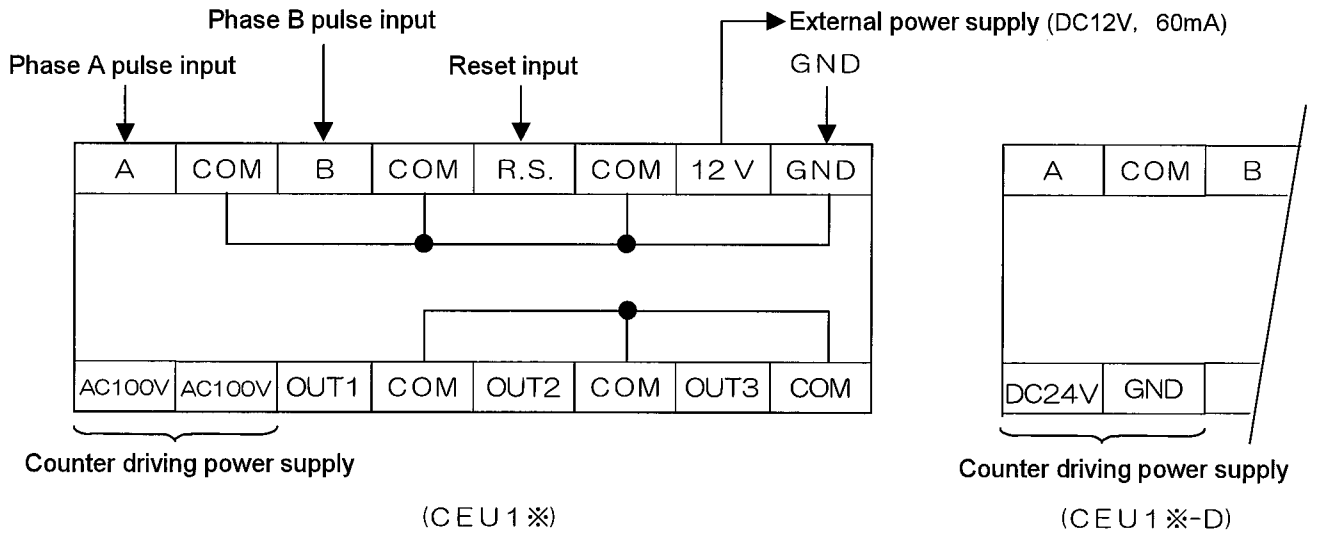 Phase B pulse input
External power supply (DC12V, 60mA)
Phase A pulse input
Reset input
GND
A COM B COM R.S. COM 12V GND
A COM B
AC100V AC100V OUT1 COM OUT2 COM OUT3 COM
DC24V GND
Counter driving power supply
Counter driving power supply
(CEU1※)
(CEU1※-D)